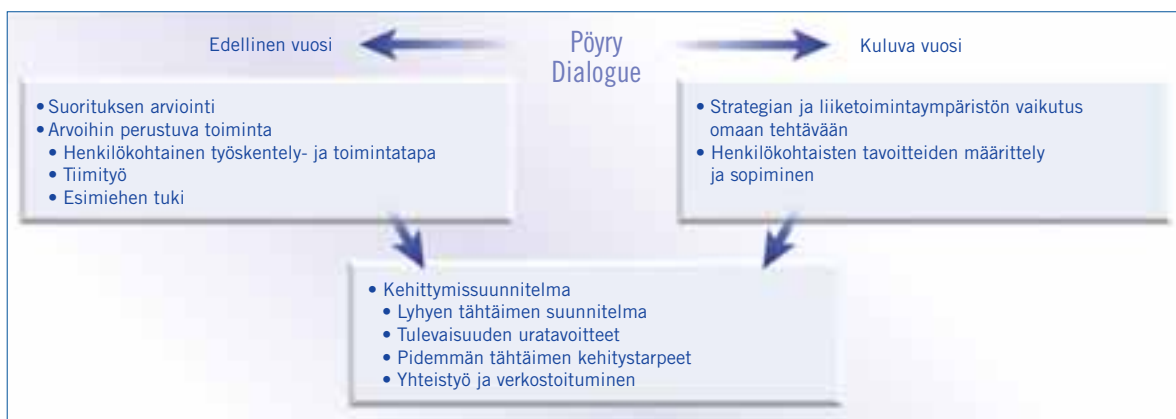 Edellinen vuosi
Pöyry
Dialogue
Kuluva vuosi
• Suorituksen arviointi
• Arvoihin perustuva toiminta
• Henkilökohtainen työskentely- ja toimintatapa
• Tiimityö
• Esimiehen tuki
• Strategian ja liiketoimintaympäristön vaikutus
omaan tehtävään
• Henkilökohtaisten tavoitteiden määrittely
ja sopiminen
• Kehittymissuunnitelma
• Lyhyen tähtäimen suunnitelma
• Tulevaisuuden uratavoitteet
• Pidemmän tähtäimen kehitystarpeet
• Yhteistyö ja verkostoituminen